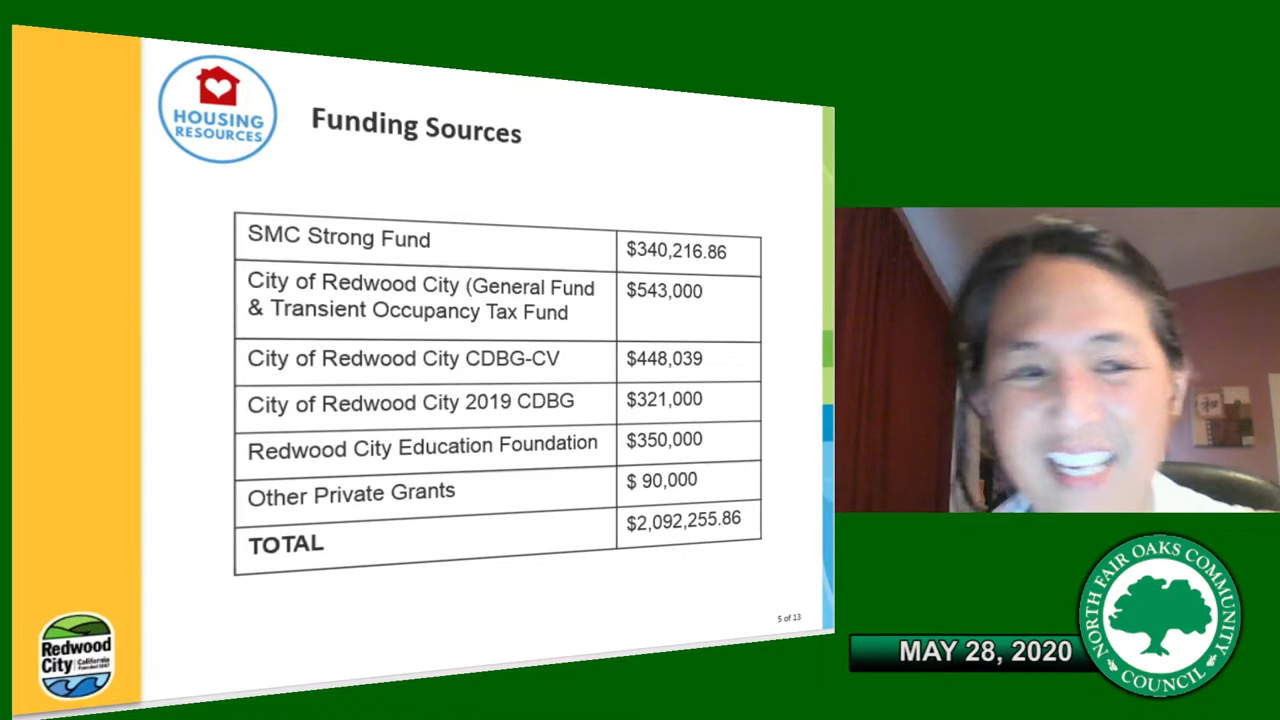 HOUSING
RESOURCES
Funding Sources
SMC Strong Fund
$340,216.86
City of Redwood City (General Fund
& Transient Occupancy Tax Fund
$543,000
City of Redwood City CDBG-CV
$448,039
City of Redwood City 2019 CDBG
$321,000
Redwood City Education Foundation
$350,000
Other Private Grants
$ 90,000
TOTAL
$2,092,255.86
5 of 13
Redwood
City
California
MAY 28, 2020
NORTH FAIR OAKS COMMUNITY
COUNCIL